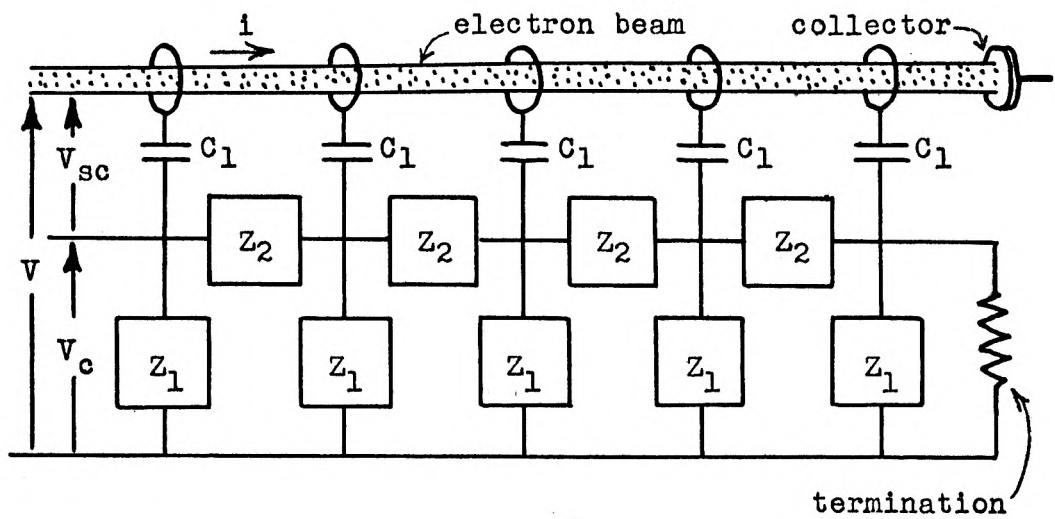 i electron beam collector
C1 C1 C1 C1 C1
Vsc
Z2 Z2 Z2 Z2
V
Vc
Z1 Z1 Z1 Z1 Z1
termination